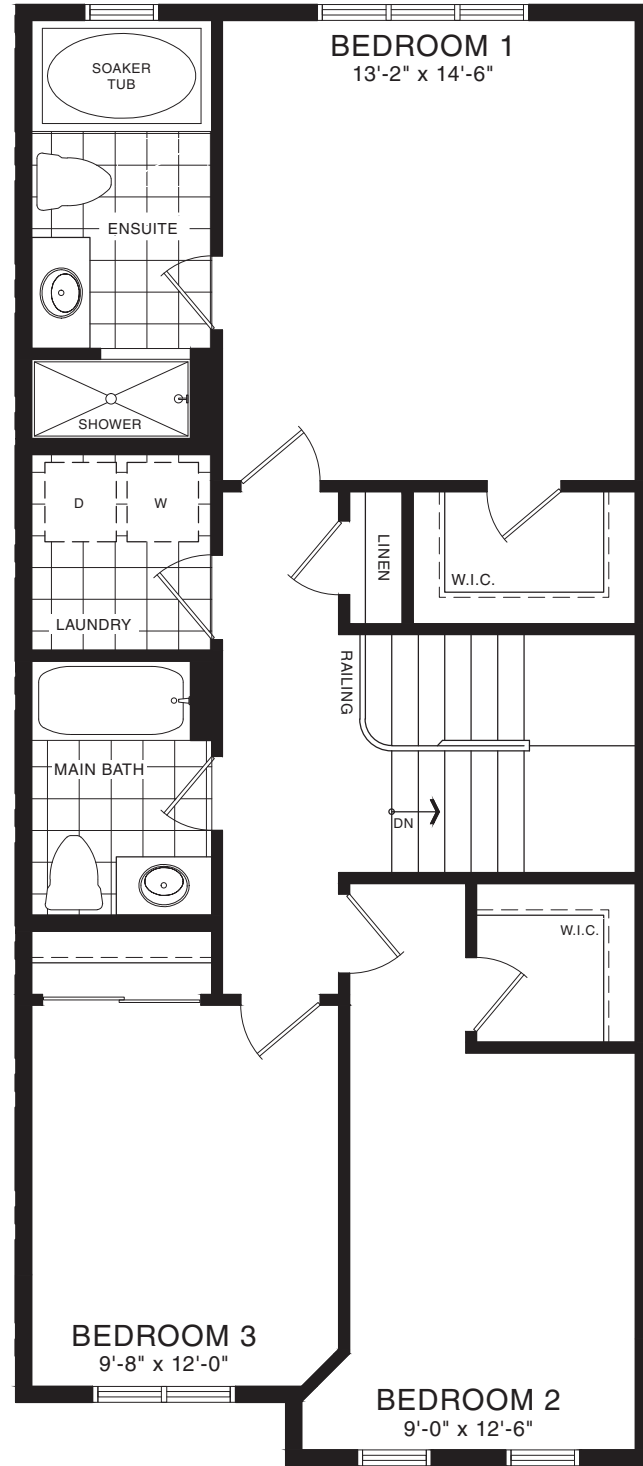 BEDROOM 1
13'-2" x 14'-6"
SOAKER
TUB
ENSUITE
SHOWER
D
W
LINEN
W.I.C.
LAUNDRY
RAILING
MAIN BATH
DN
W.I.C.
BEDROOM 3
9'-8" x 12'-0"
BEDROOM 2
9'-0" x 12'-6"